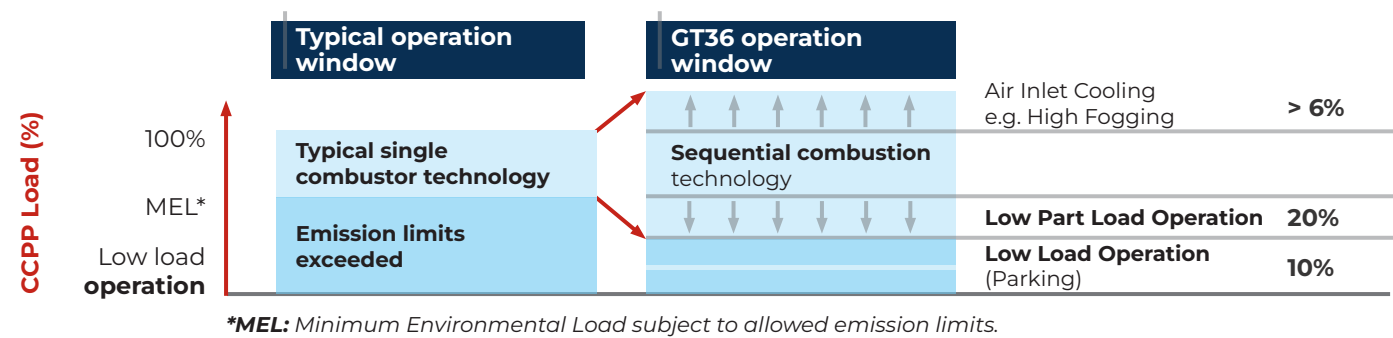 Typical operation
window
GT36 operation
window
CCPP Load (%)
100%
MEL*
Low load
operation
Typical single
combustor technology
Emission limits
exceeded
Sequential combustion
technology
Air Inlet Cooling
e.g. High Fogging
> 6%
Low Part Load Operation 20%
Low Load Operation
(Parking)
10%
*MEL: Minimum Environmental Load subject to allowed emission limits.